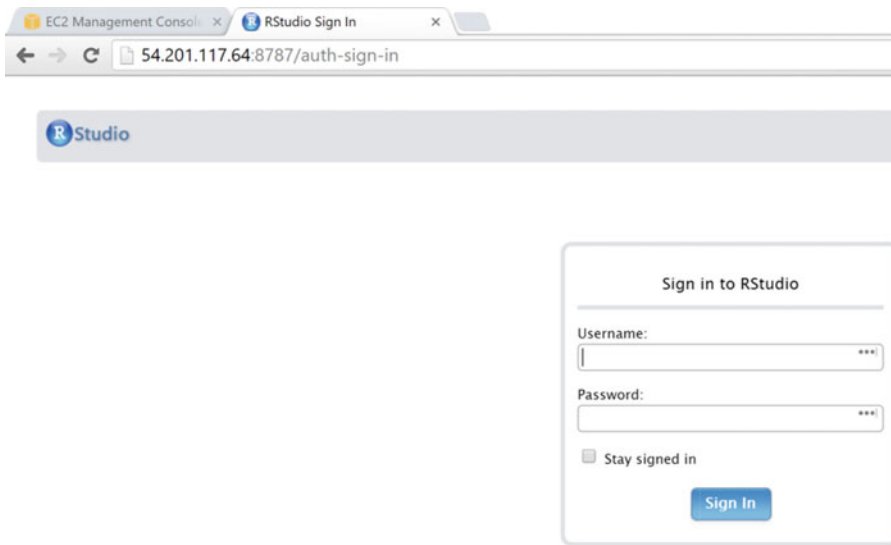 EC2 Management Consol
RStudio Sign In
54.201.117.64:8787/auth-sign-in
R Studio
Sign in to RStudio
Username:
Password:
Stay signed in
Sign In